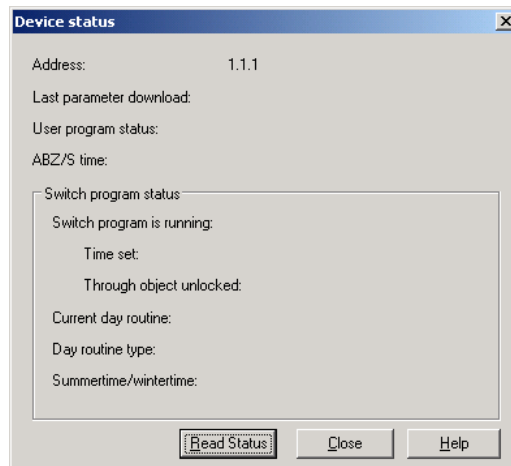 Device status
Address: 1.1.1
Last parameter download:
User program status:
ABZ/S time:
Switch program status
Switch program is running:
Time set:
Through object unlocked:
Current day routine:
Day routine type:
Summertime/wintertime:
Read Status Close Help